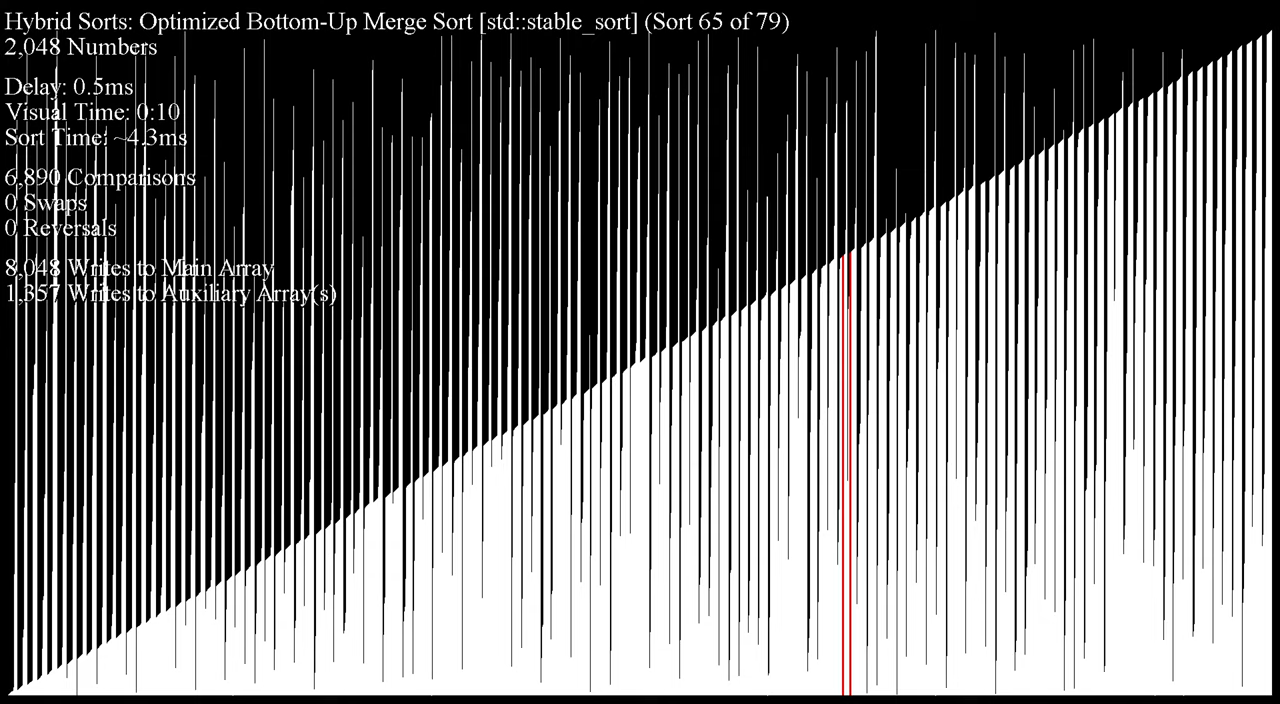 Hybrid Sorts: Optimized Bottom-Up Merge Sort [std::stable_sort] (Sort 65 of 79)
2,048 Numbers
Delay: 0.5ms
Visual Time: 0:10
Sort Time: ~4.3ms
6,890 Comparisons
0 Swaps
0 Reversals
8,048 Writes to Main Array
1,357 Writes to Auxiliary Array(s)